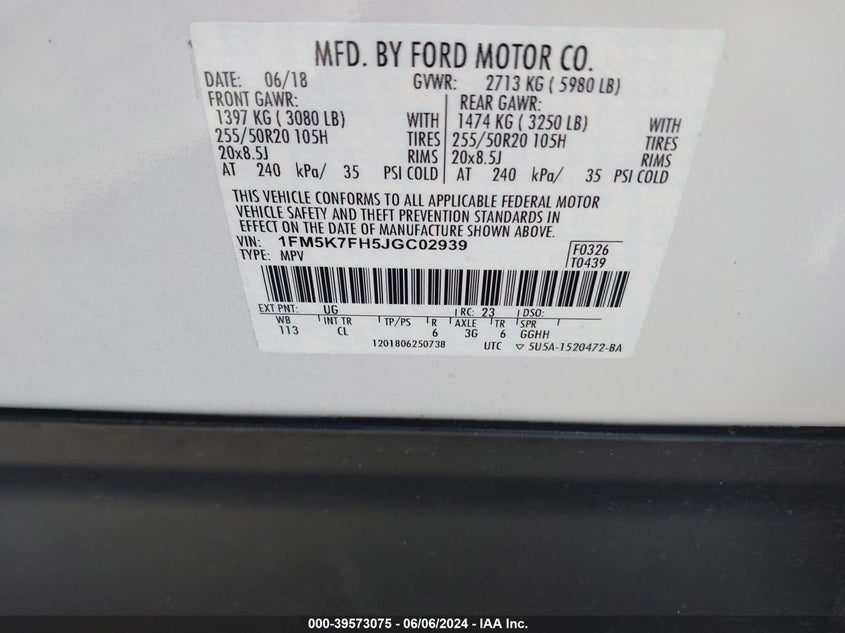 MFD. BY FORD MOTOR CO.
DATE: 06/18 GVWR: 2713 KG ( 5980 LB)
FRONT GAWR: REAR GAWR:
1397 KG ( 3080 LB) WITH 1474 KG ( 3250 LB) WITH
255/50R20 105H TIRES 255/50R20 105H TIRES
20x8.5J RIMS 20x8.5J RIMS
AT 240 kPa/ 35 PSI COLD AT 240 kPa/ 35 PSI COLD
THIS VEHICLE CONFORMS TO ALL APPLICABLE FEDERAL MOTOR
VEHICLE SAFETY AND THEFT PREVENTION STANDARDS IN
EFFECT ON THE DATE OF MANUFACTURE SHOWN ABOVE.
VIN: 1FM5K7FH5JGC02939 F0326
TYPE: MPV T0439
EXT PNT: UG RC: 23 DSO:
WB INT TR TP/PS R AXLE TR SPR
113 CL 6 3G 6 GGHH
1201806250738 UTC ▽ 5U5A-1520472-BA
000-39573075 - 06/06/2024 - IAA Inc.